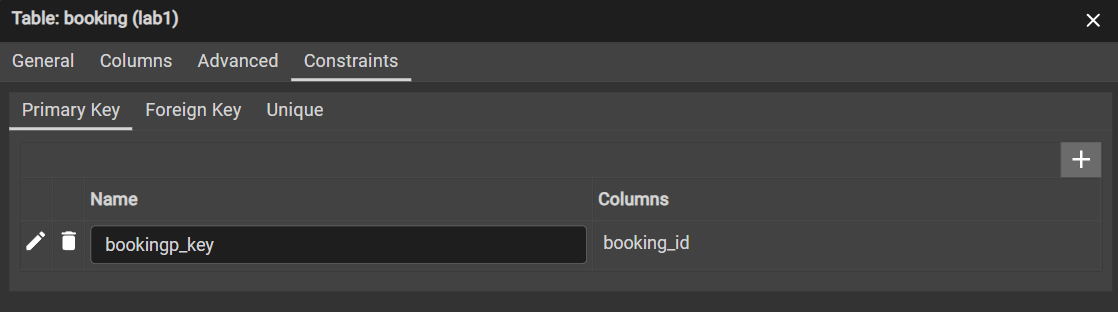 Table: booking (lab1)
General Columns Advanced Constraints
Primary Key Foreign Key Unique
Name Columns
bookingp_key booking_id